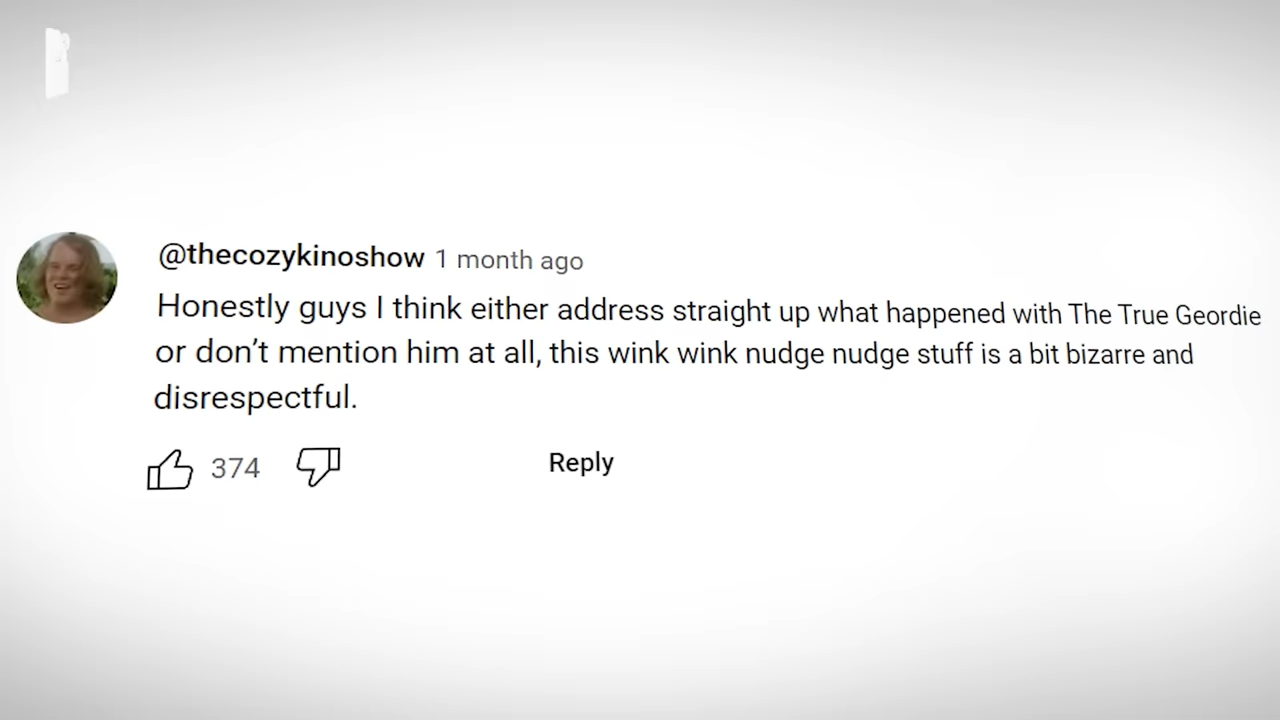 @thecozykinoshow 1 month ago
Honestly guys I think either address straight up what happened with The True Geordie
or don’t mention him at all, this wink wink nudge nudge stuff is a bit bizarre and
disrespectful.
374 Reply